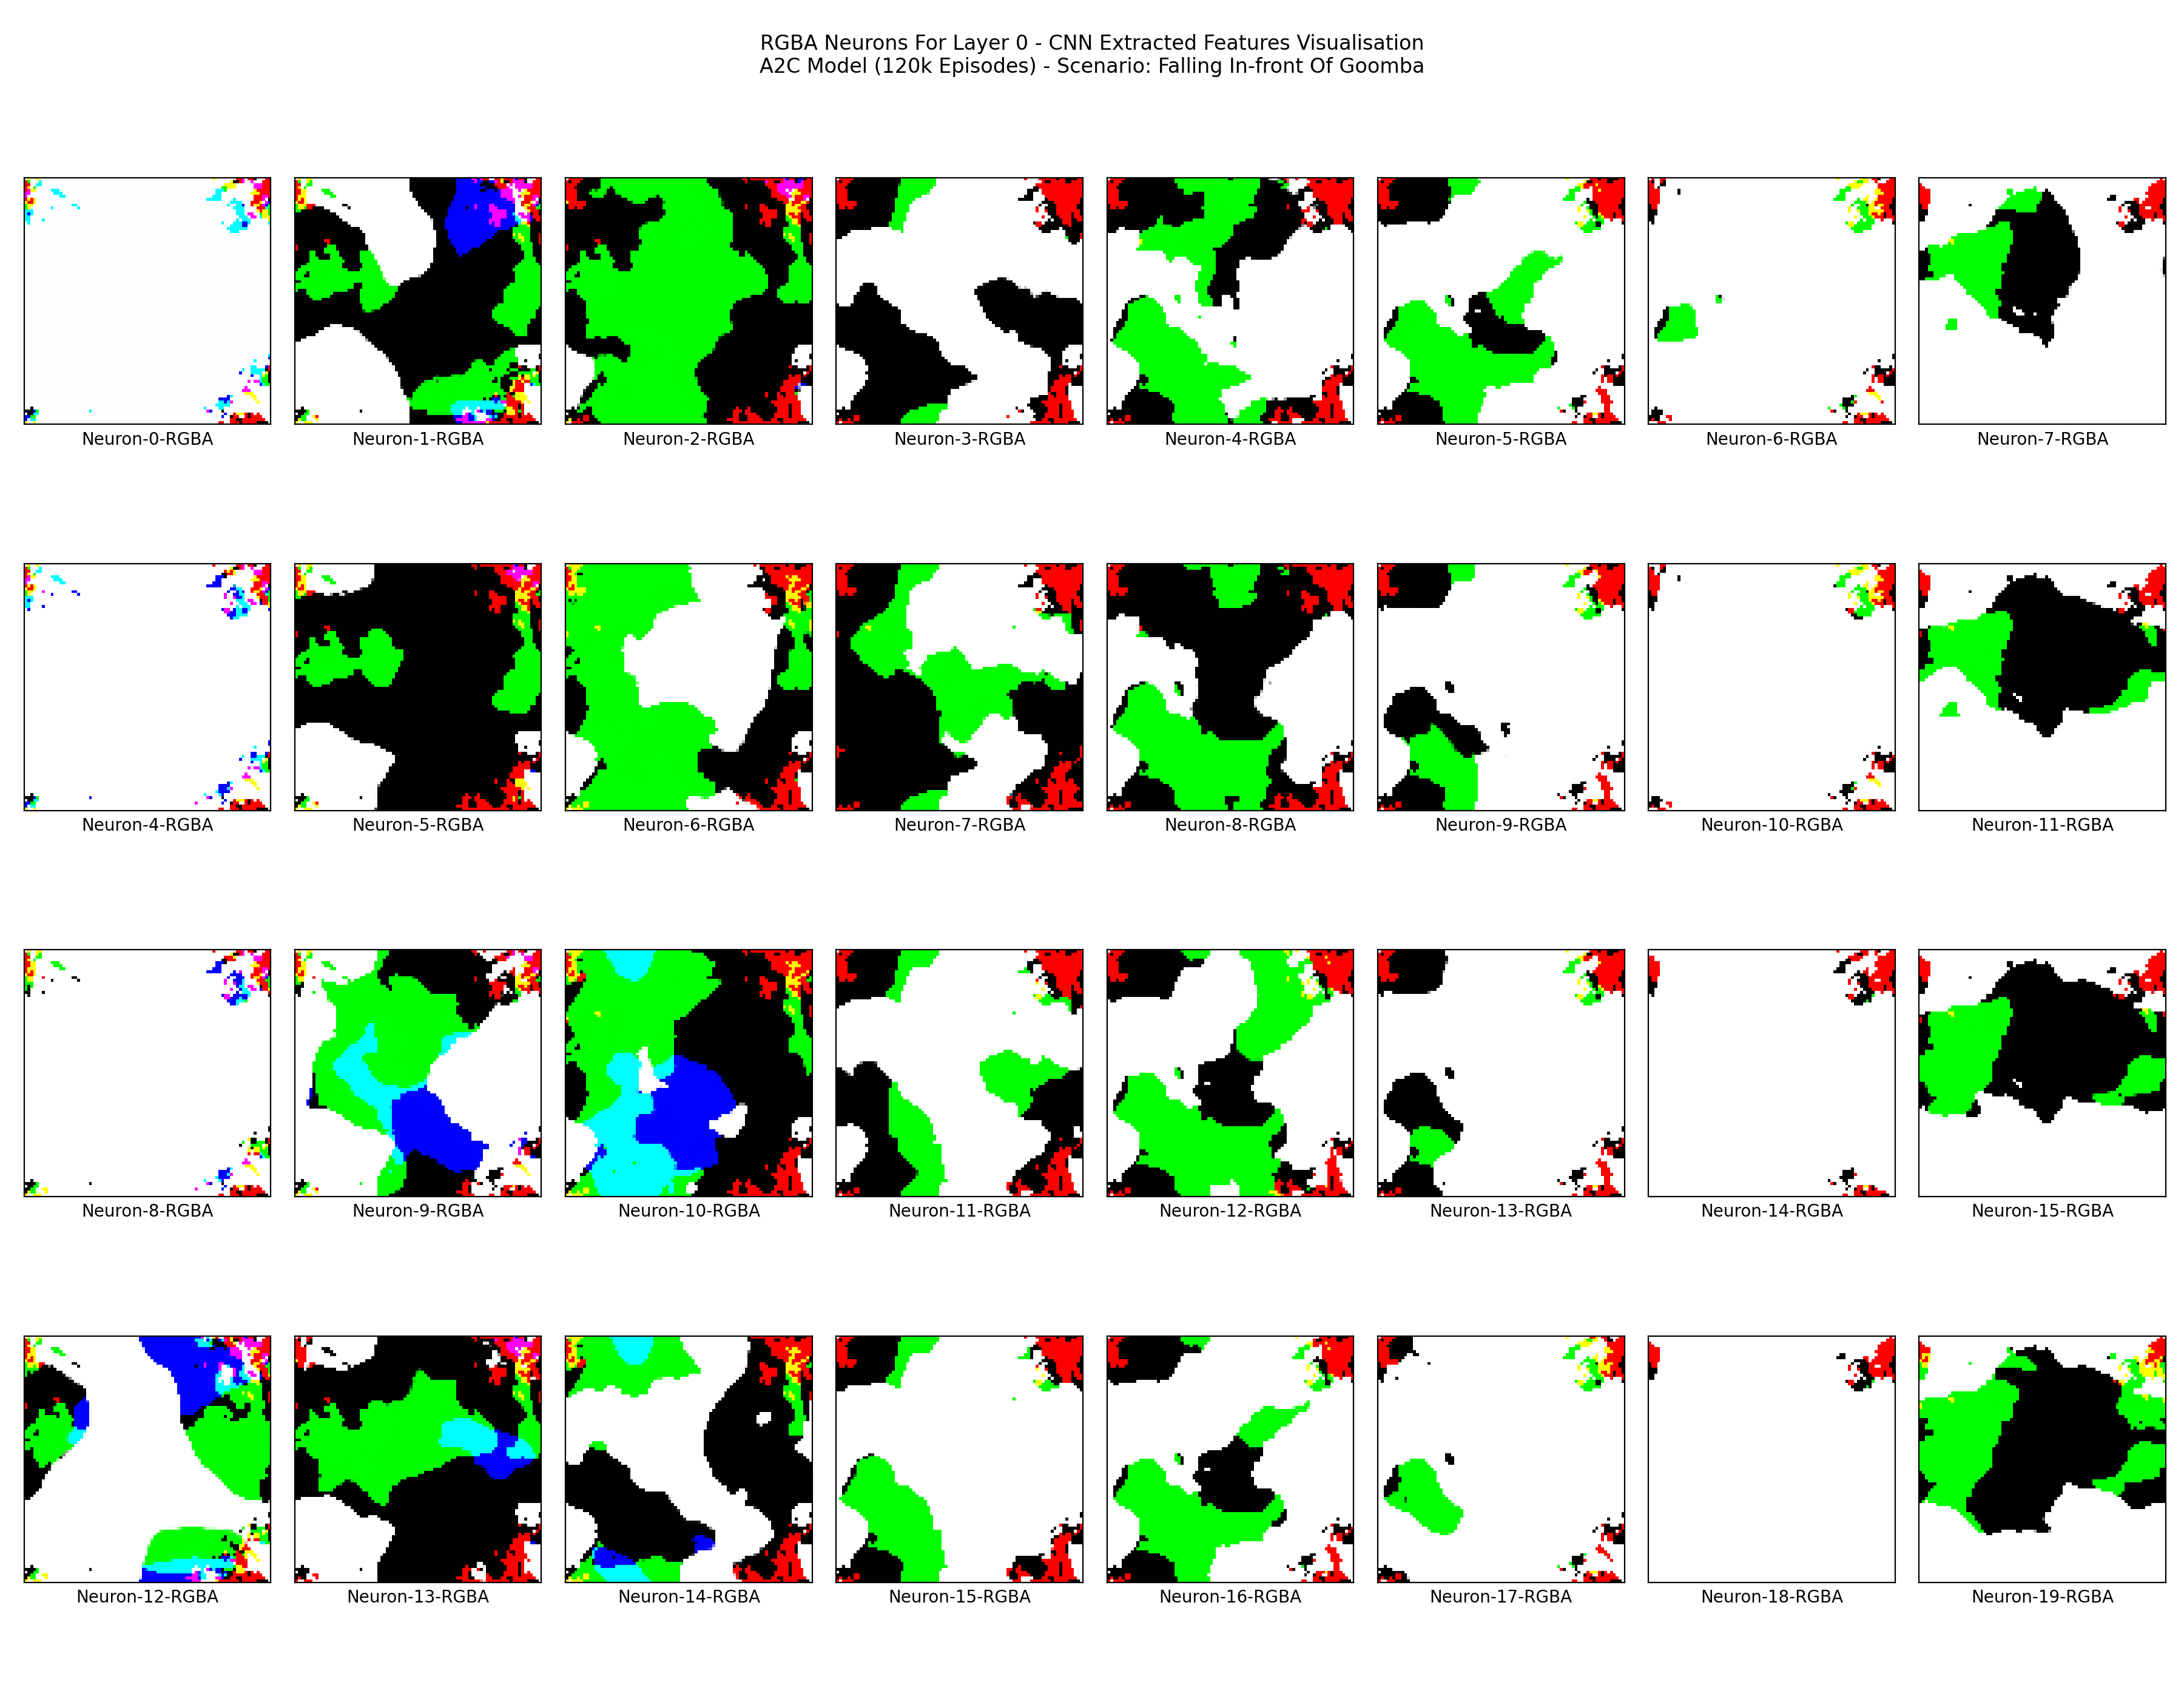 RGBA Neurons For Layer 0 - CNN Extracted Features Visualisation
A2C Model (120k Episodes) - Scenario: Falling In-front Of Goomba
Neuron-0-RGBA
Neuron-1-RGBA
Neuron-2-RGBA
Neuron-3-RGBA
Neuron-4-RGBA
Neuron-5-RGBA
Neuron-6-RGBA
Neuron-7-RGBA
Neuron-4-RGBA
Neuron-5-RGBA
Neuron-6-RGBA
Neuron-7-RGBA
Neuron-8-RGBA
Neuron-9-RGBA
Neuron-10-RGBA
Neuron-11-RGBA
Neuron-8-RGBA
Neuron-9-RGBA
Neuron-10-RGBA
Neuron-11-RGBA
Neuron-12-RGBA
Neuron-13-RGBA
Neuron-14-RGBA
Neuron-15-RGBA
Neuron-12-RGBA
Neuron-13-RGBA
Neuron-14-RGBA
Neuron-15-RGBA
Neuron-16-RGBA
Neuron-17-RGBA
Neuron-18-RGBA
Neuron-19-RGBA